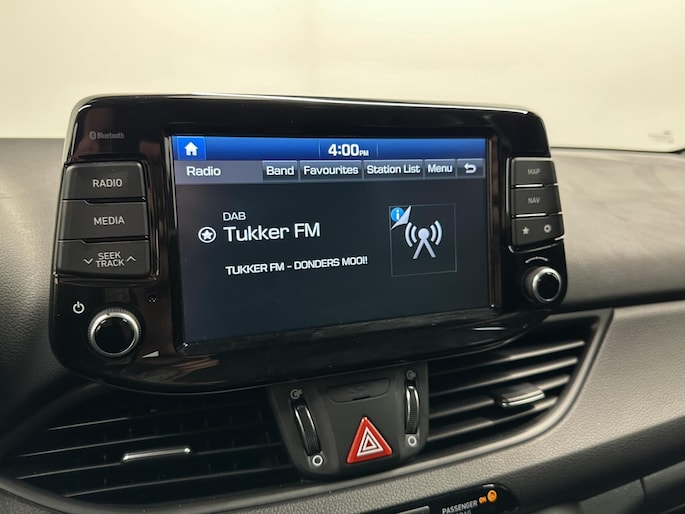 Bluetooth
4:00PM
Radio Band Favourites Station List Menu
RADIO
MEDIA
SEEK
TRACK
DAB
Tukker FM
TUKKER FM - DONDERS MOOI!
i
MAP
NAV
PASSENGER ON